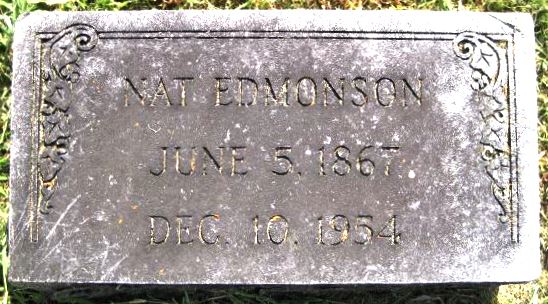 NAT EDMONSON
JUNE 5, 1867
DEC. 10, 1954